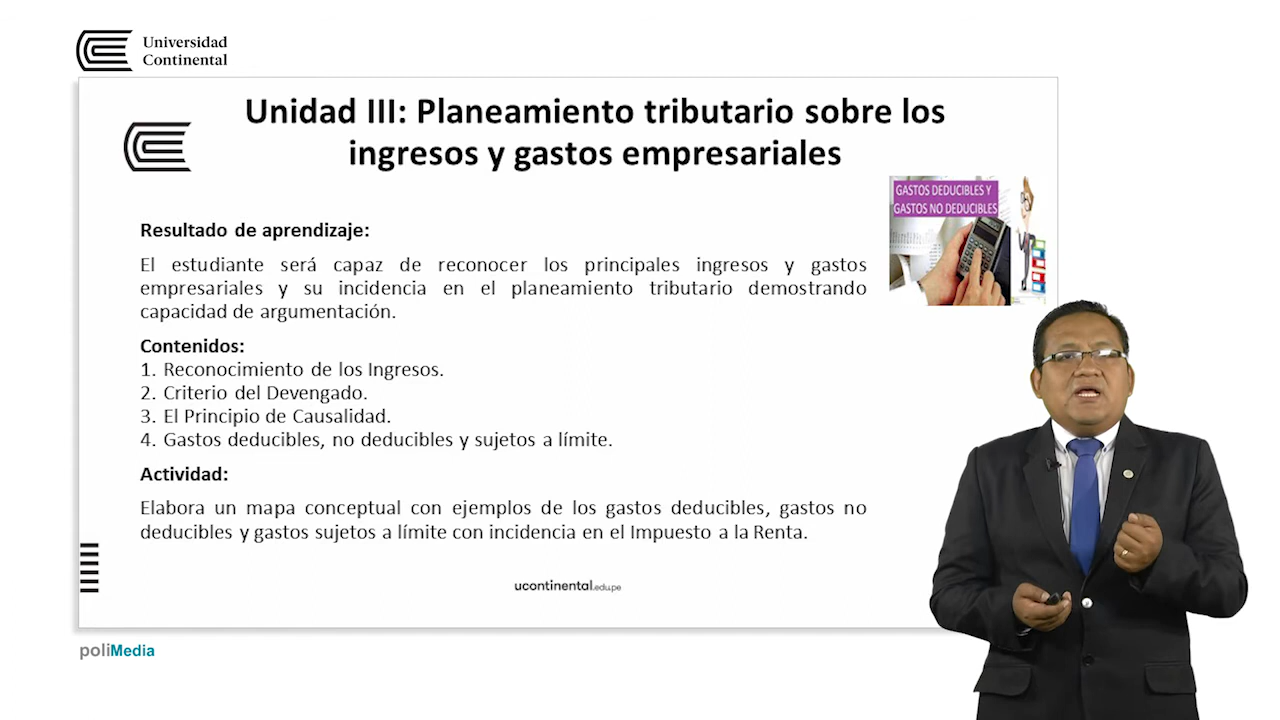 Universidad
Continental
Unidad III: Planeamiento tributario sobre los
ingresos y gastos empresariales
GASTOS DEDUCIBLES Y
GASTOS NO DEDUCIBLES
Resultado de aprendizaje:
El estudiante será capaz de reconocer los principales ingresos y gastos
empresariales y su incidencia en el planeamiento tributario demostrando
capacidad de argumentación.
Contenidos:
1. Reconocimiento de los Ingresos.
2. Criterio del Devengado.
3. El Principio de Causalidad.
4. Gastos deducibles, no deducibles y sujetos a límite.
Actividad:
Elabora un mapa conceptual con ejemplos de los gastos deducibles, gastos no
deducibles y gastos sujetos a límite con incidencia en el Impuesto a la Renta.
ucontinental.edu.pe
poliMedia